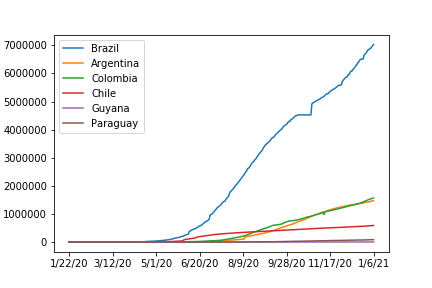 7000000
6000000
5000000
4000000
3000000
2000000
1000000
0
Brazil
Argentina
Colombia
Chile
Guyana
Paraguay
1/22/20 3/12/20 5/1/20 6/20/20 8/9/20 9/28/20 11/17/20 1/6/21